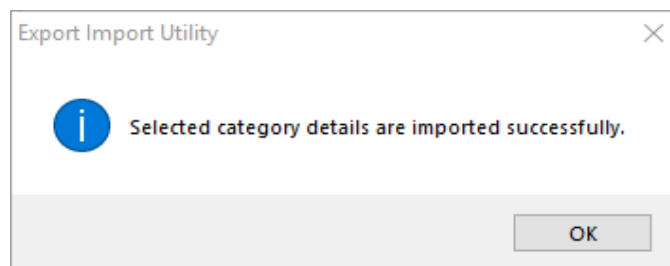 Export Import Utility
Selected category details are imported successfully.
OK